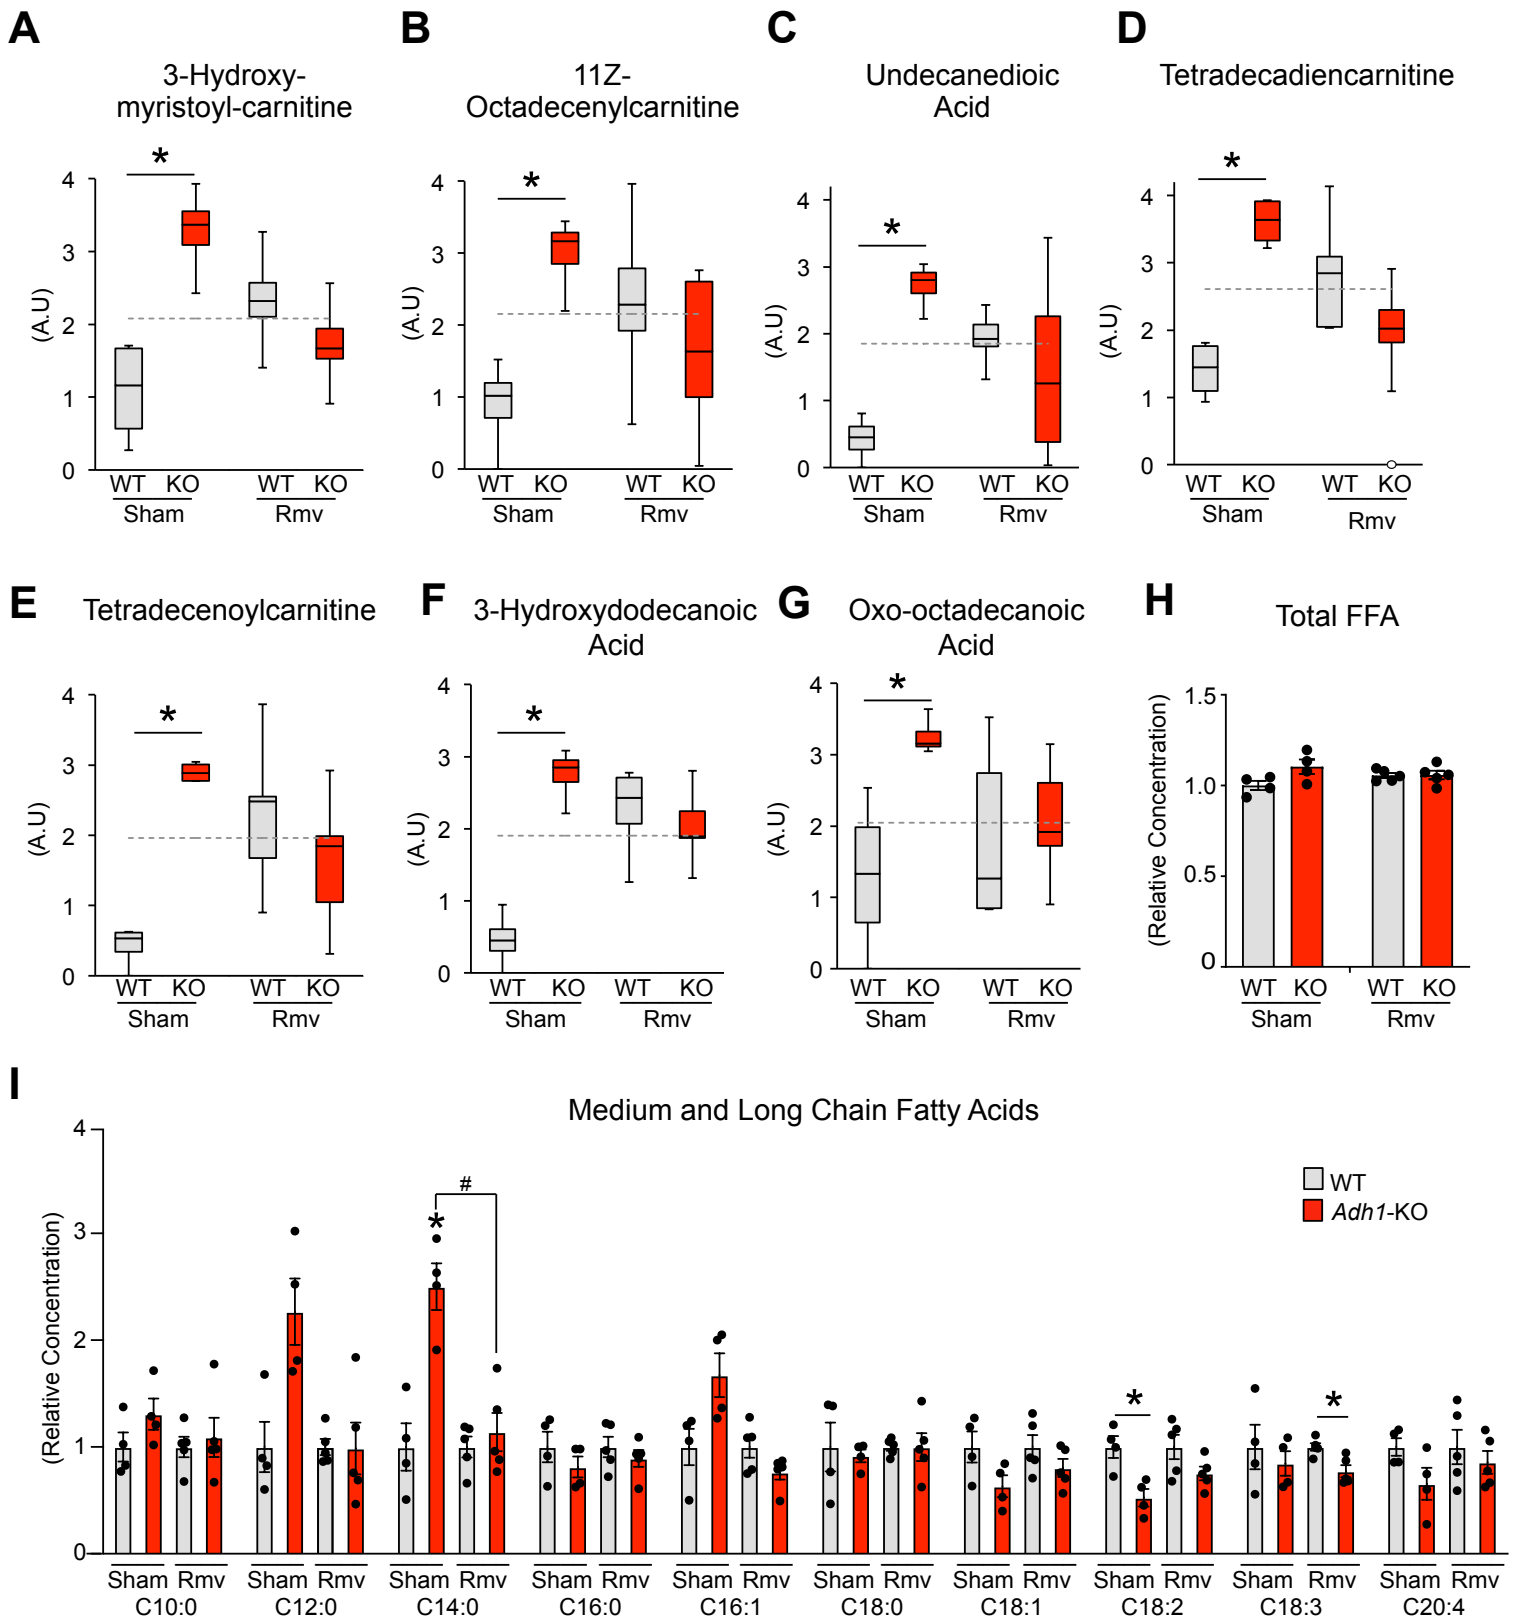 A
3-Hydroxy-
myristoyl-carnitine
*
4
3
2
1
0
(A.U)
WT KO WT KO
Sham Rmv
B
11Z-
Octadecenylcarnitine
*
4
3
2
1
0
(A.U)
WT KO WT KO
Sham Rmv
C
Undecanedioic
Acid
*
4
3
2
1
0
(A.U)
WT KO WT KO
Sham Rmv
D
Tetradecadiencarnitine
*
4
3
2
1
0
(A.U)
WT KO WT KO
Sham Rmv
E
Tetradecenoylcarnitine
*
4
3
2
1
0
(A.U)
WT KO WT KO
Sham Rmv
F
3-Hydroxydodecanoic
Acid
*
4
3
2
1
0
(A.U)
WT KO WT KO
Sham Rmv
G
Oxo-octadecanoic
Acid
*
4
3
2
1
0
(A.U)
WT KO WT KO
Sham Rmv
H
Total FFA
1.5
1.0
0.5
0
(Relative Concentration)
WT KO WT KO
Sham Rmv
I
Medium and Long Chain Fatty Acids
4
3
2
1
0
(Relative Concentration)
#
*
*
*
WT
Adh1-KO
Sham Rmv Sham Rmv Sham Rmv Sham Rmv Sham Rmv Sham Rmv Sham Rmv Sham Rmv Sham Rmv Sham Rmv
C10:0 C12:0 C14:0 C16:0 C16:1 C18:0 C18:1 C18:2 C18:3 C20:4